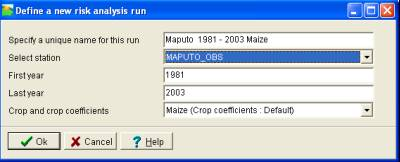 Define a new risk analysis run
Specify a unique name for this run Maputo 1981 - 2003 Maize
Select station MAPUTO_OBS
First year 1981
Last year 2003
Crop and crop coefficients Maize (Crop coefficients : Default)
Ok Cancel ? Help